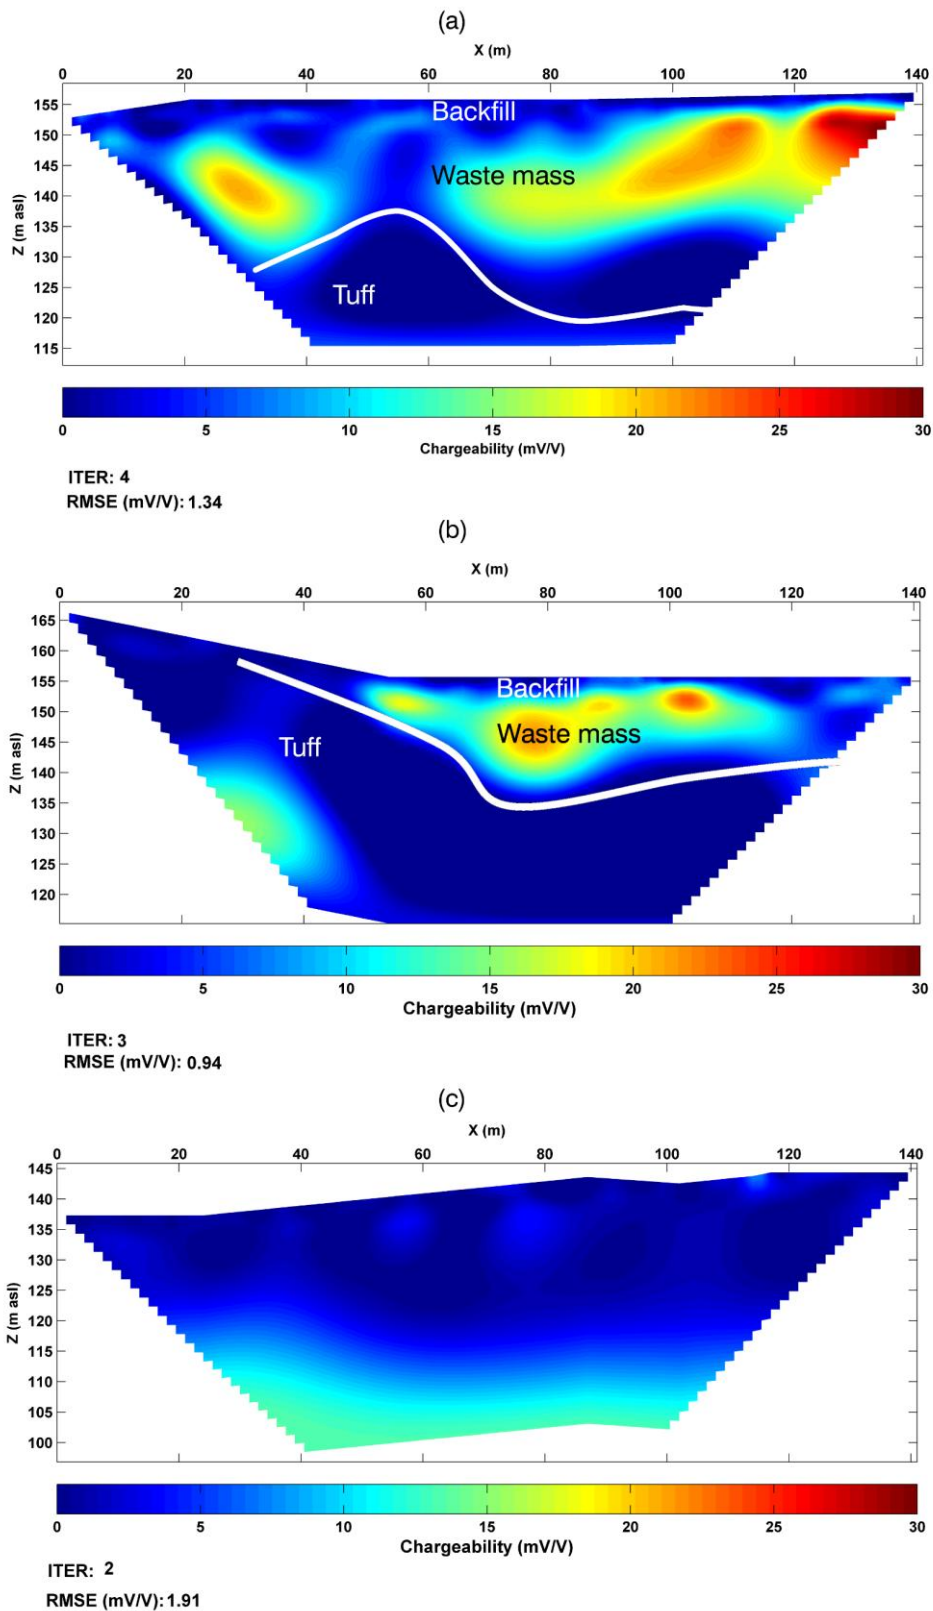 (a)
X (m)
0 20 40 60 80 100 120 140
155
150
145
140
135
130
125
120
115
Z (m asl)
Backfill
Waste mass
Tuff
0 5 10 15 20 25 30
Chargeability (mV/V)
ITER: 4
RMSE (mV/V): 1.34
(b)
X (m)
0 20 40 60 80 100 120 140
165
160
155
150
145
140
135
130
125
120
Z (m asl)
Backfill
Waste mass
Tuff
0 5 10 15 20 25 30
Chargeability (mV/V)
ITER: 3
RMSE (mV/V): 0.94
(c)
X (m)
0 20 40 60 80 100 120 140
145
140
135
130
125
120
115
110
105
100
Z (m asl)
0 5 10 15 20 25 30
Chargeability (mV/V)
ITER: 2
RMSE (mV/V): 1.91